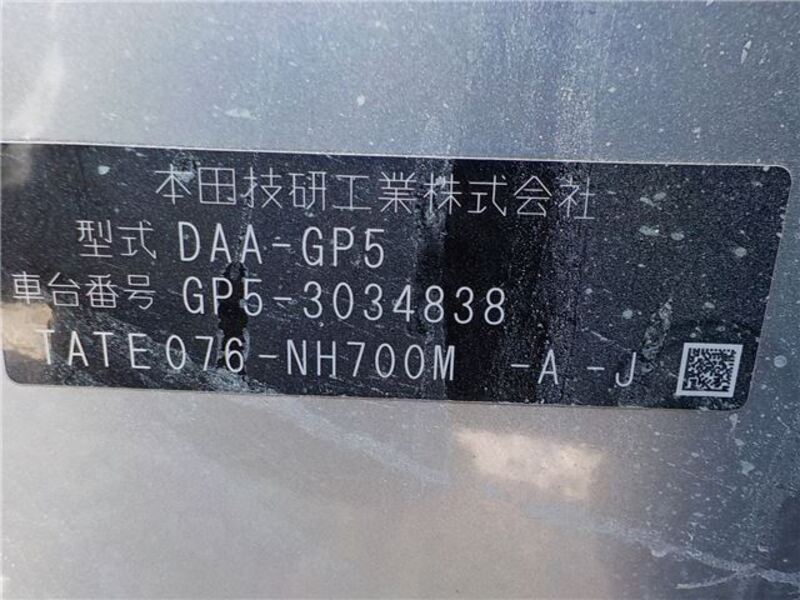 本田技研工業株式会社
型式 DAA-GP5
車台番号 GP5-3034838
TATE076-NH700M -A -J